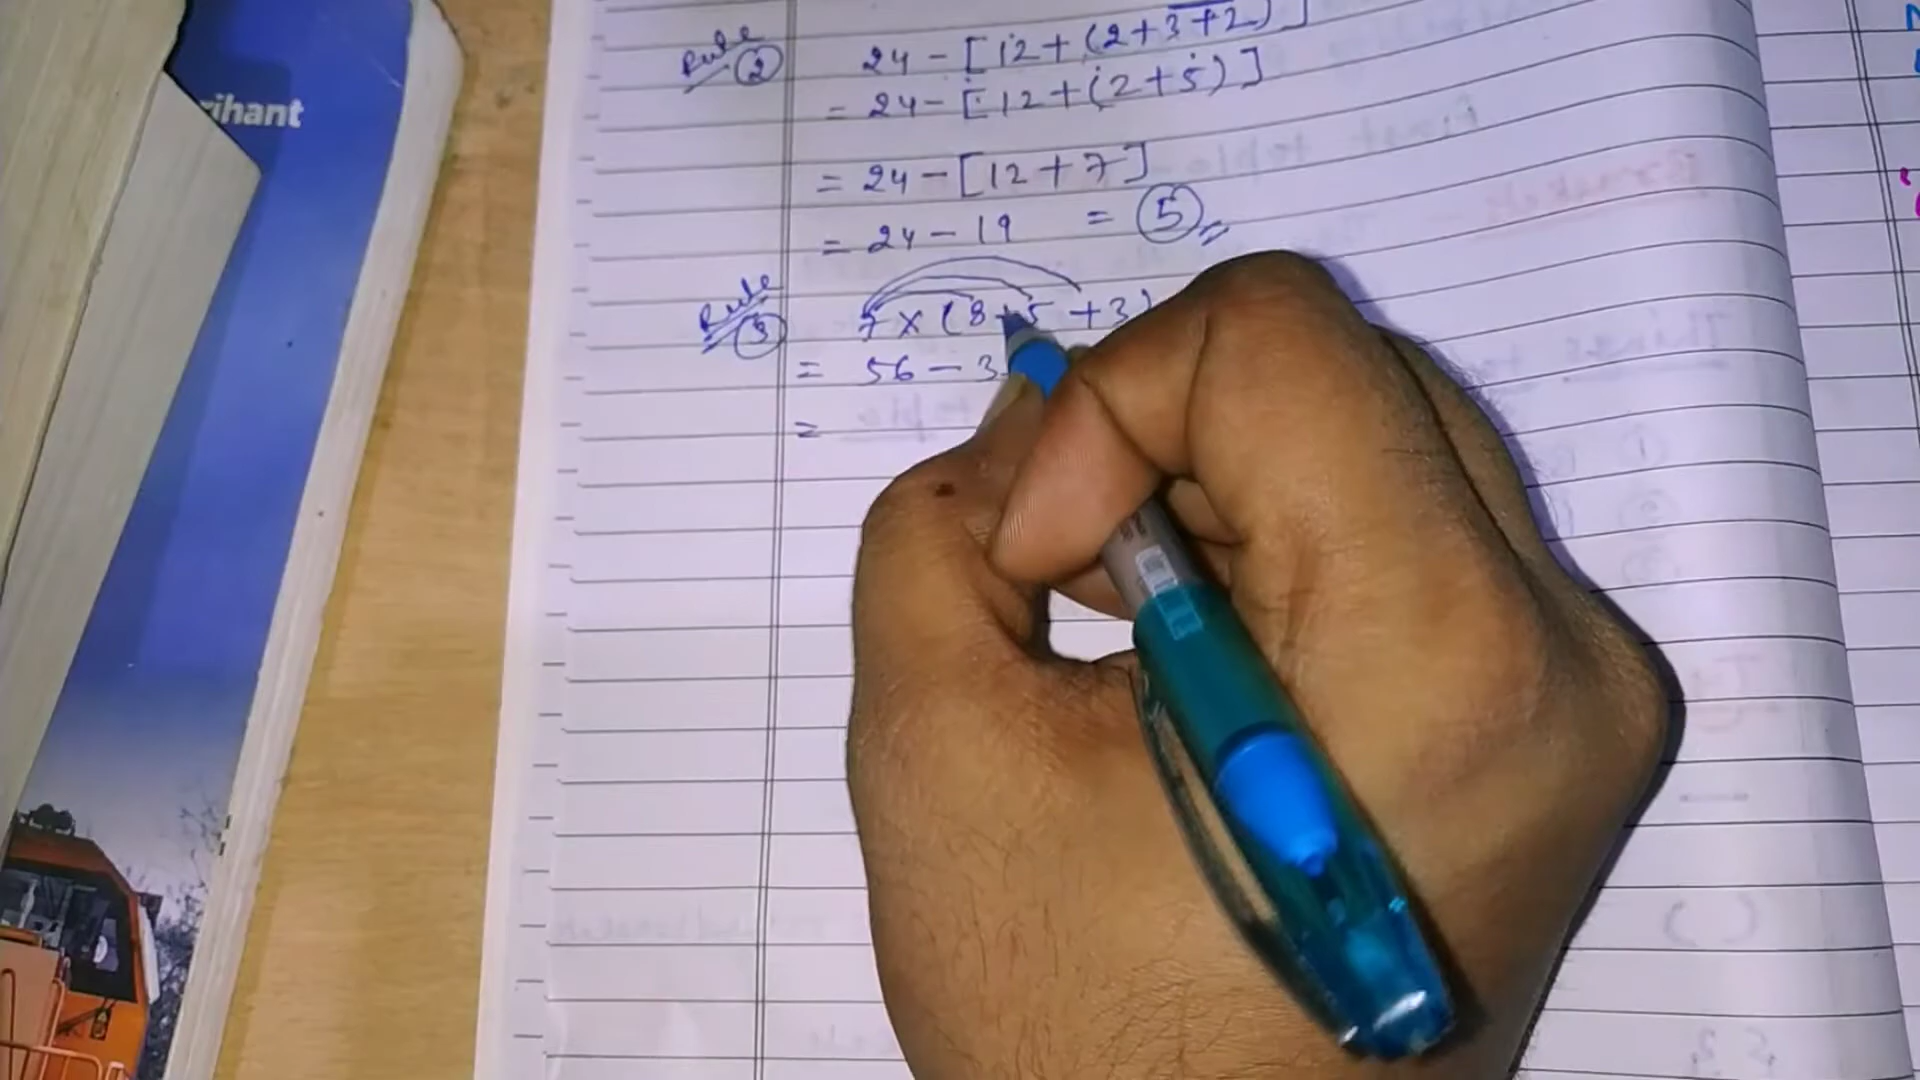 rihant
Rule 2
24 - [12 + (2+3+2)]
= 24 - [12 + (2+5)]
= 24 - [12 + 7]
= 24 - 19 = 5
Rule 3
7 × (8 5 + 3)
= 56 - 3
=